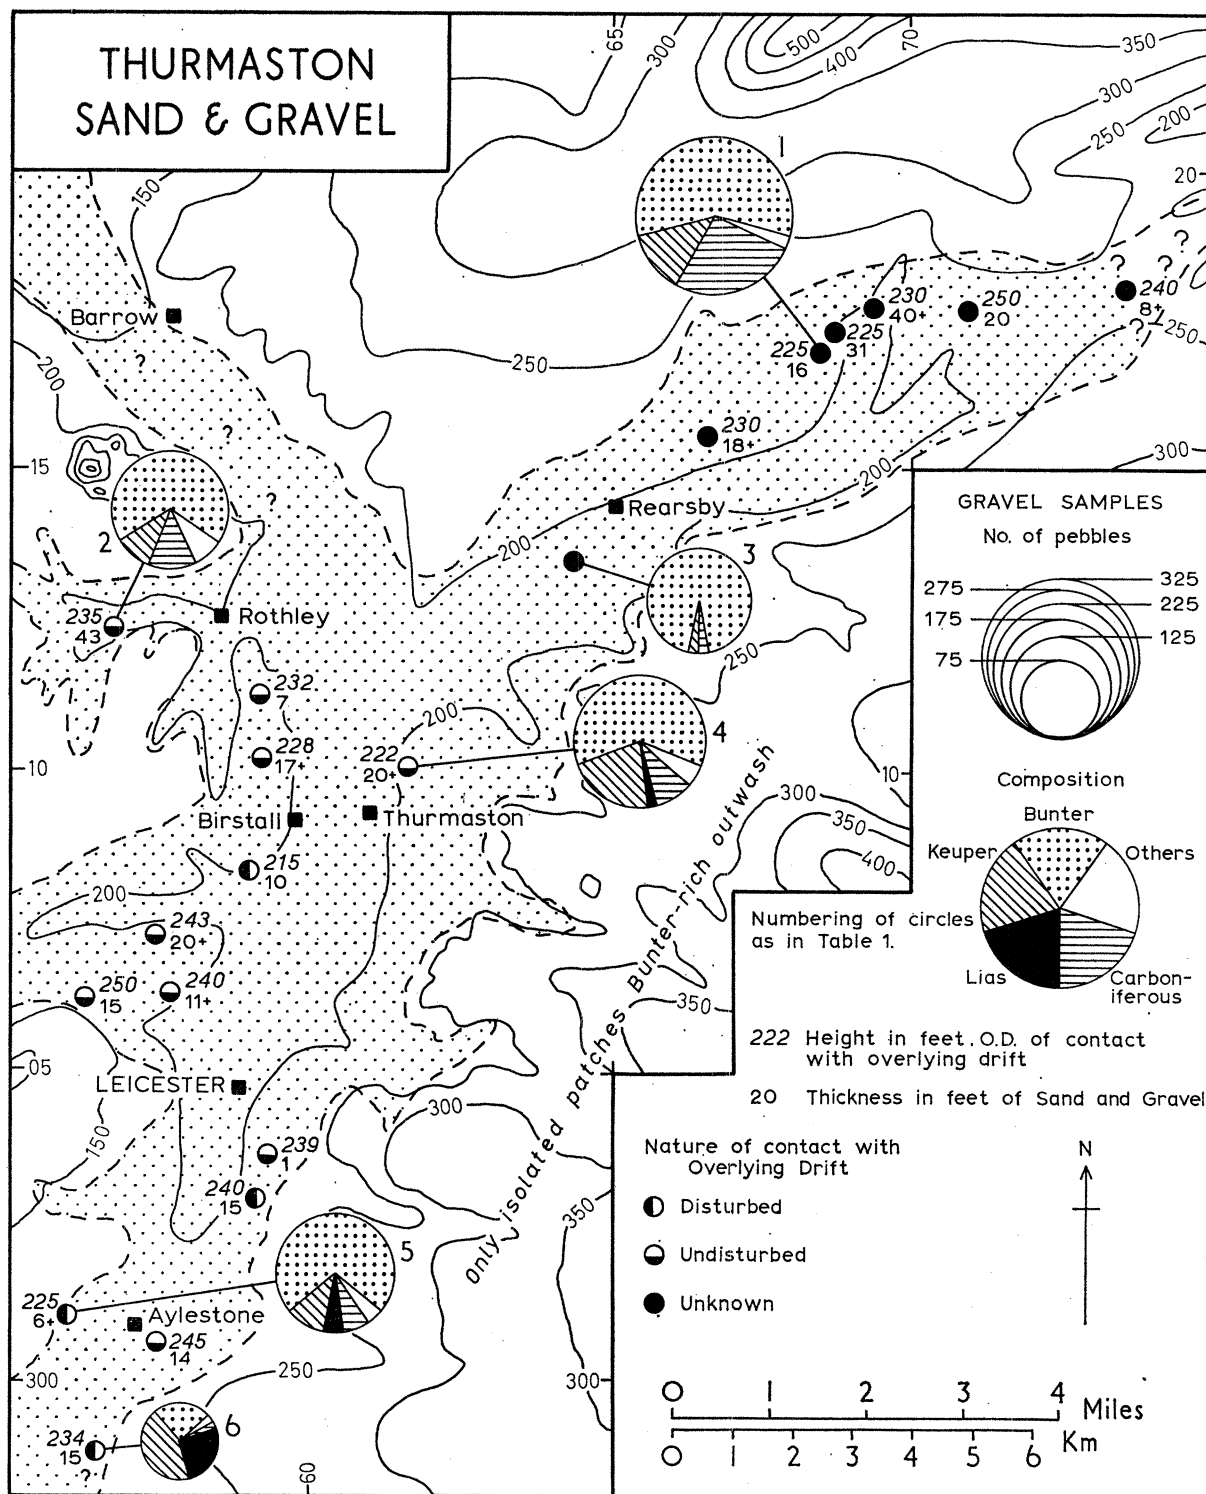 THURMASTON
SAND & GRAVEL
65
70
300
500
400
350
300
250
200
20
150
1
?
?
?
?
Barrow
230
40+
250
20
240
8+
250
225
31
225
16
200
?
250
?
230
18+
300
15
?
200
Rearsby
200
2
3
235
43
Rothley
250
232
7
200
4
228
17+
222
20+
10
10
Birstall
Thurmaston
300
350
400
215
10
200
243
20+
250
15
240
11+
350
05
LEICESTER
300
150
239
1
240
15
350
Only isolated patches Bunter-rich outwash
5
225
6+
Aylestone
245
14
300
250
300
6
234
15
?
60
GRAVEL SAMPLES
No. of pebbles
275
325
175
225
75
125
Composition
Bunter
Keuper
Others
Lias
Carbon-
iferous
Numbering of circles
as in Table 1.
222 Height in feet. O.D. of contact
with overlying drift
20 Thickness in feet of Sand and Gravel
Nature of contact with
Overlying Drift
Disturbed
Undisturbed
Unknown
N
0 1 2 3 4 Miles
0 1 2 3 4 5 6 Km